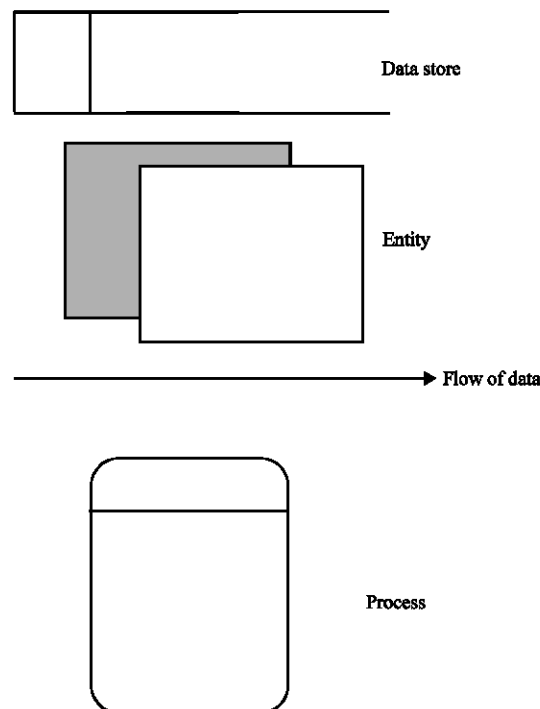 Data store
Entity
Flow of data
Process